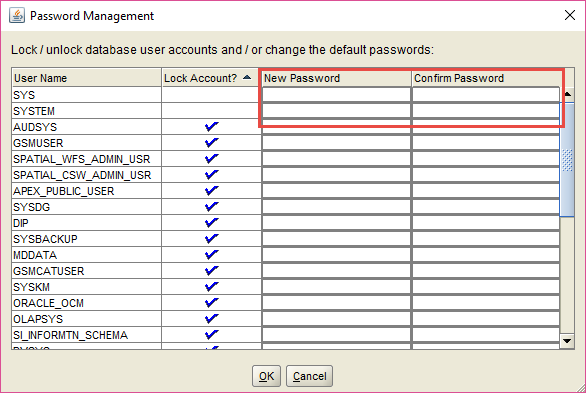 Password Management
Lock / unlock database user accounts and / or change the default passwords:
User Name Lock Account? New Password Confirm Password
SYS
SYSTEM
AUDSYS
GSMUSER
SPATIAL_WFS_ADMIN_USR
SPATIAL_CSW_ADMIN_USR
APEX_PUBLIC_USER
SYSDG
DIP
SYSBACKUP
MDDATA
GSMCATUSER
SYSKM
ORACLE_OCM
OLAPSYS
SI_INFORMTN_SCHEMA
OK Cancel